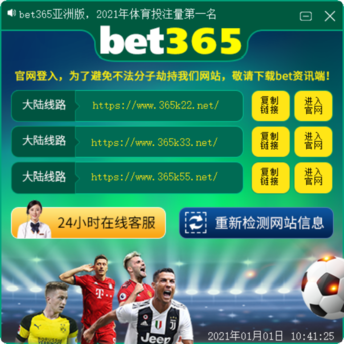 bet365亚洲版，2021年体育投注量第一名
bet365
官网登入，为了避免不法分子劫持我们网站，敬请下载bet资讯端！
大陆线路 https://www.365k22.net/ 复制链接 进入官网
大陆线路 https://www.365k33.net/ 复制链接 进入官网
大陆线路 https://www.365k55.net/ 复制链接 进入官网
24小时在线客服 重新检测网站信息
Jeep
2021年01月01日 10:41:25